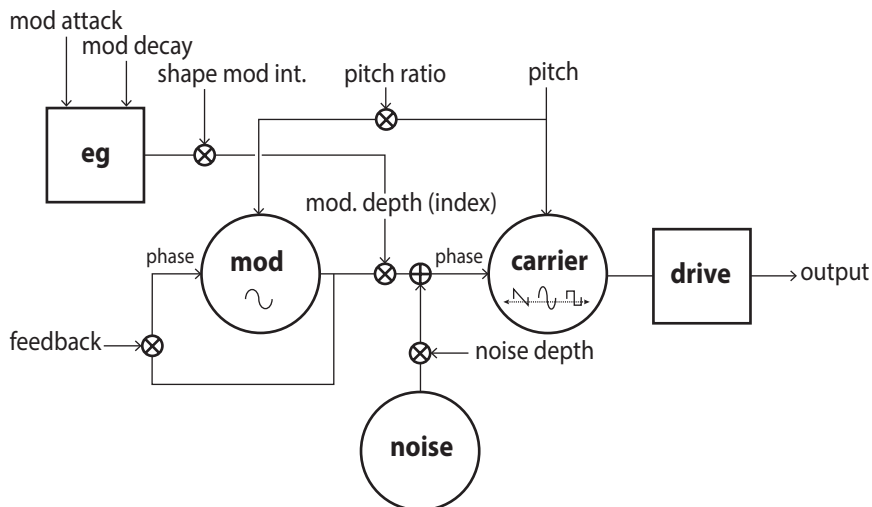 mod attack
mod decay
shape mod int.
pitch ratio
pitch
eg
mod. depth (index)
phase
mod
phase
carrier
drive
output
feedback
noise depth
noise